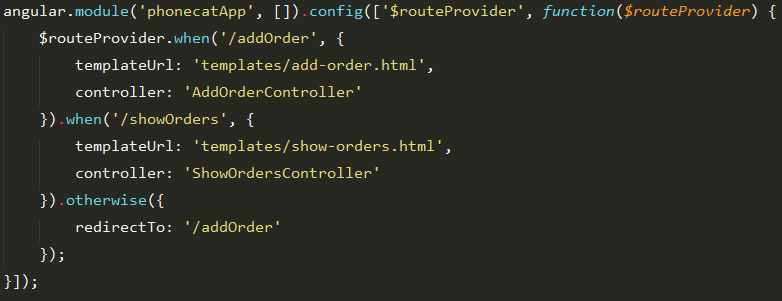 angular.module('phonecatApp', []).config(['$routeProvider', function($routeProvider) {
    $routeProvider.when('/addOrder', {
        templateUrl: 'templates/add-order.html',
        controller: 'AddOrderController'
    }).when('/showOrders', {
        templateUrl: 'templates/show-orders.html',
        controller: 'ShowOrdersController'
    }).otherwise({
        redirectTo: '/addOrder'
    });
}]);